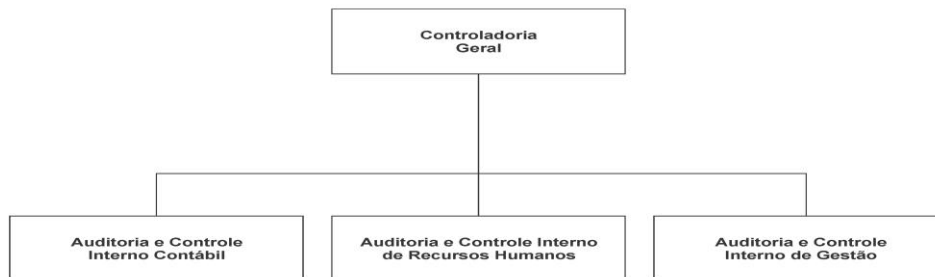 Controladoria
Geral
Auditoria e Controle
Interno Contábil
Auditoria e Controle Interno
de Recursos Humanos
Auditoria e Controle
Interno de Gestão